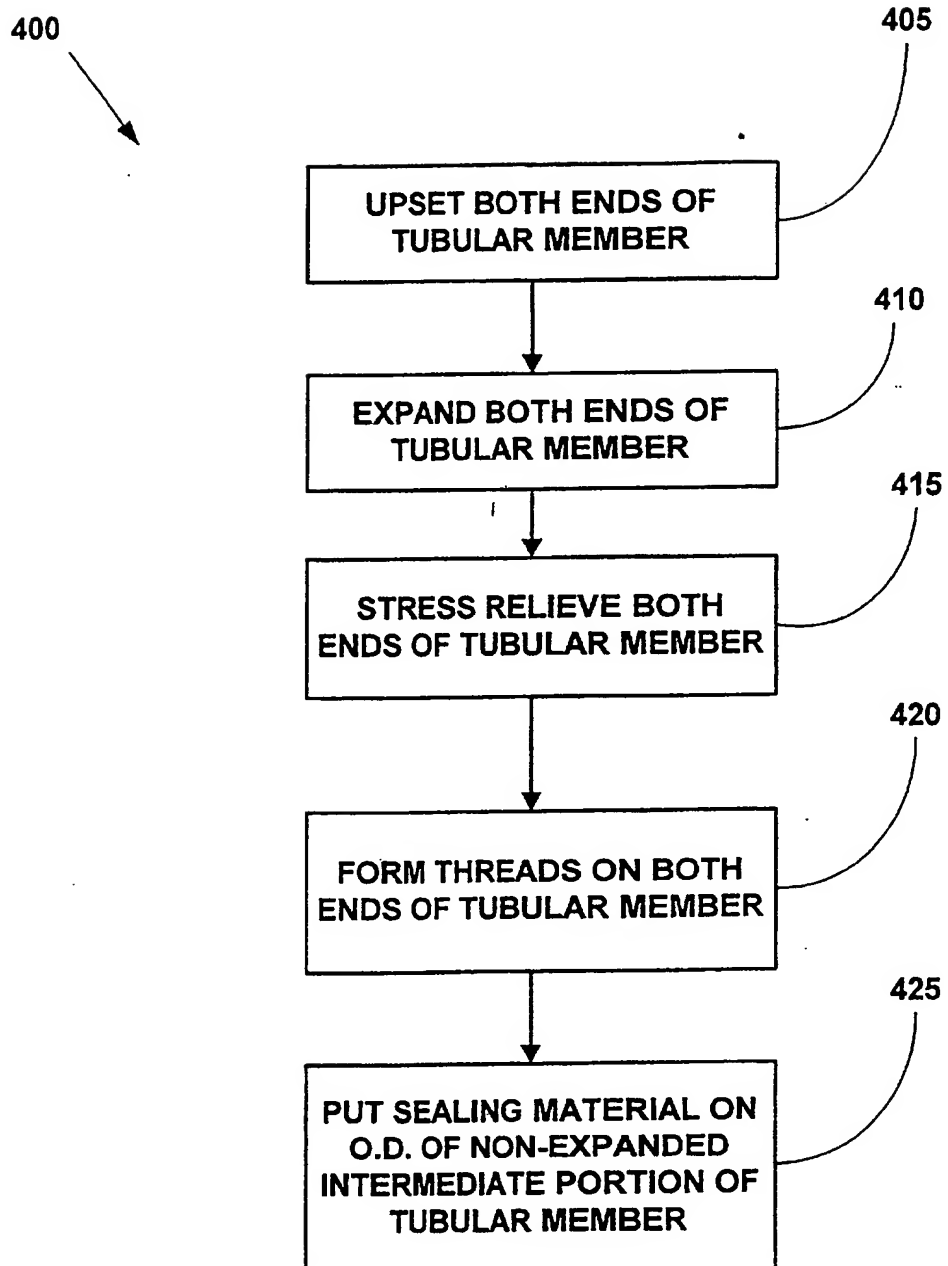 400
405
UPSET BOTH ENDS OF
TUBULAR MEMBER
410
EXPAND BOTH ENDS OF
TUBULAR MEMBER
415
STRESS RELIEVE BOTH
ENDS OF TUBULAR MEMBER
420
FORM THREADS ON BOTH
ENDS OF TUBULAR MEMBER
425
PUT SEALING MATERIAL ON
O.D. OF NON-EXPANDED
INTERMEDIATE PORTION OF
TUBULAR MEMBER